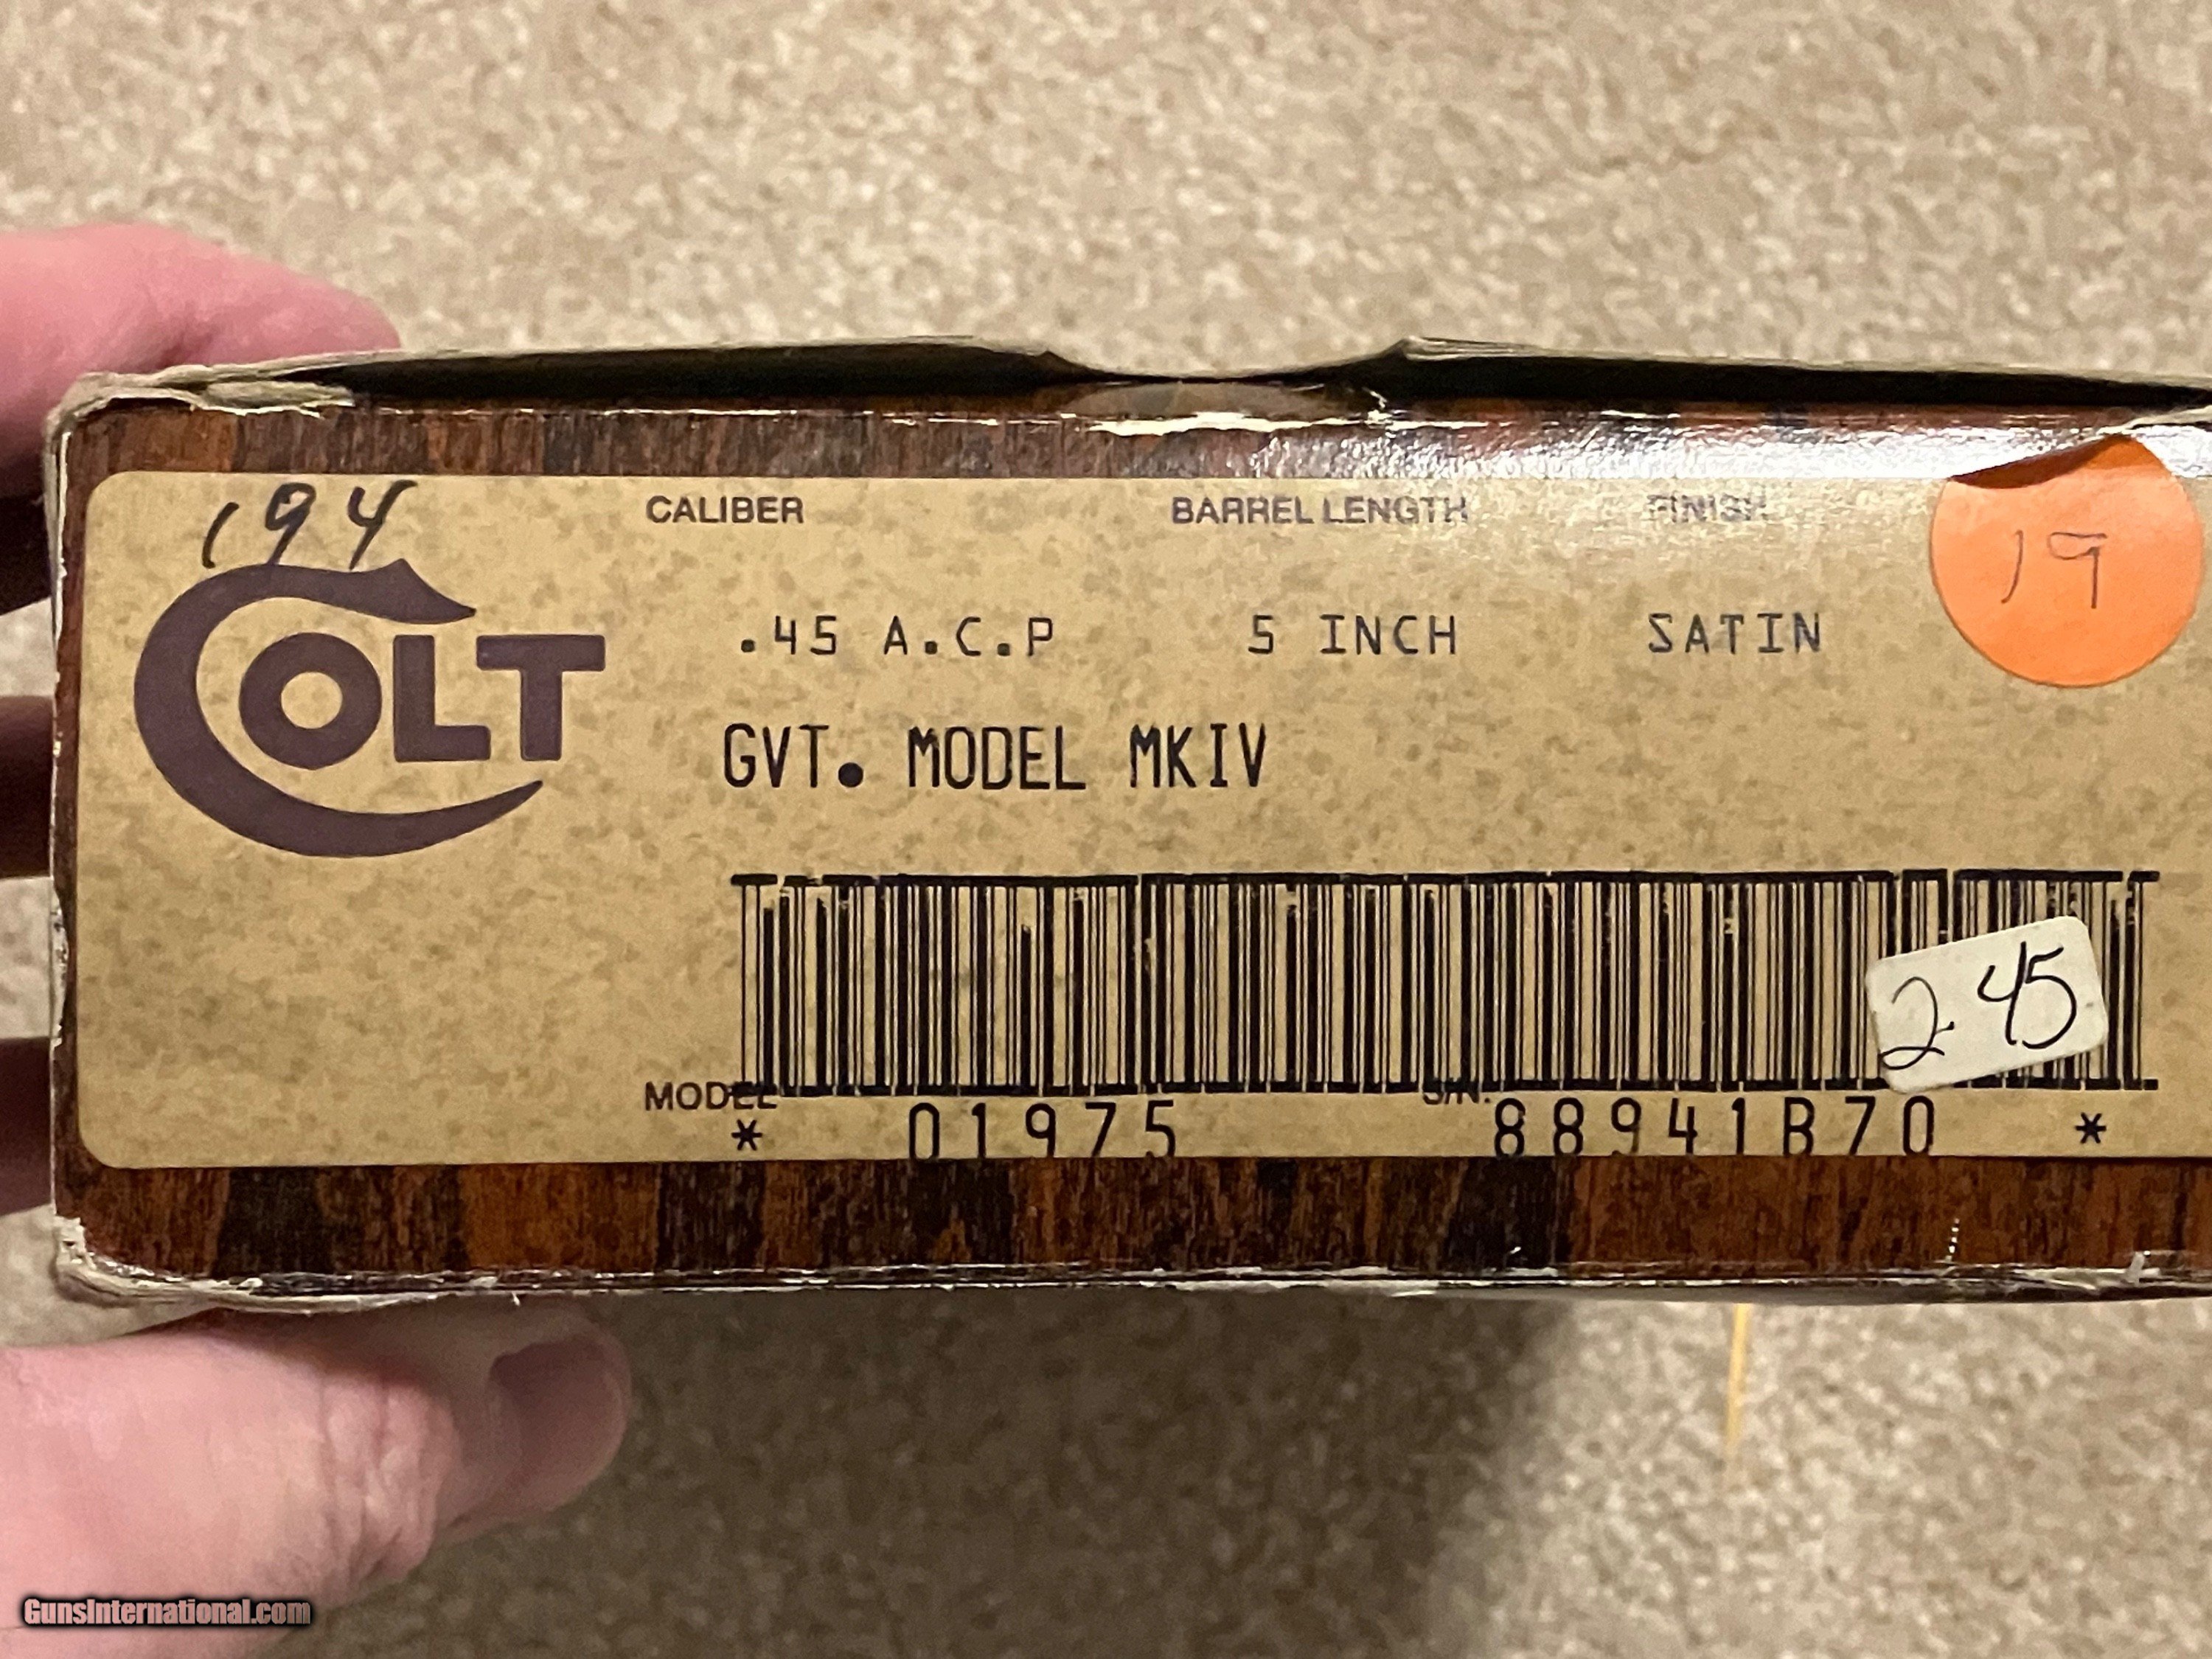 194
CALIBER BARREL LENGTH FINISH
19
COLT
.45 A.C.P 5 INCH SATIN
GVT. MODEL MKIV
2.45
MODEL S/N.
* 01975 88941B70 *
GunsInternational.com